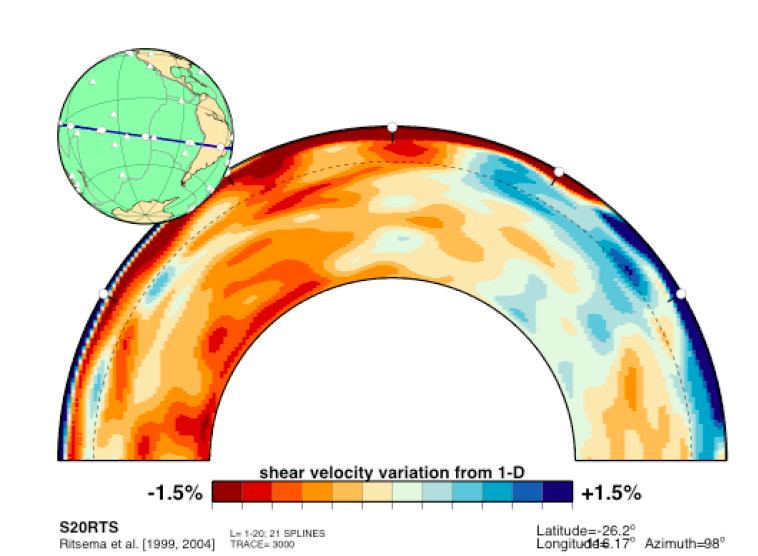 shear velocity variation from 1-D
-1.5% +1.5%
S20RTS
Ritsema et al. [1999, 2004]
L= 1-20; 21 SPLINES
TRACE= 3000
Latitude=-26.2°
Azimuth=98°